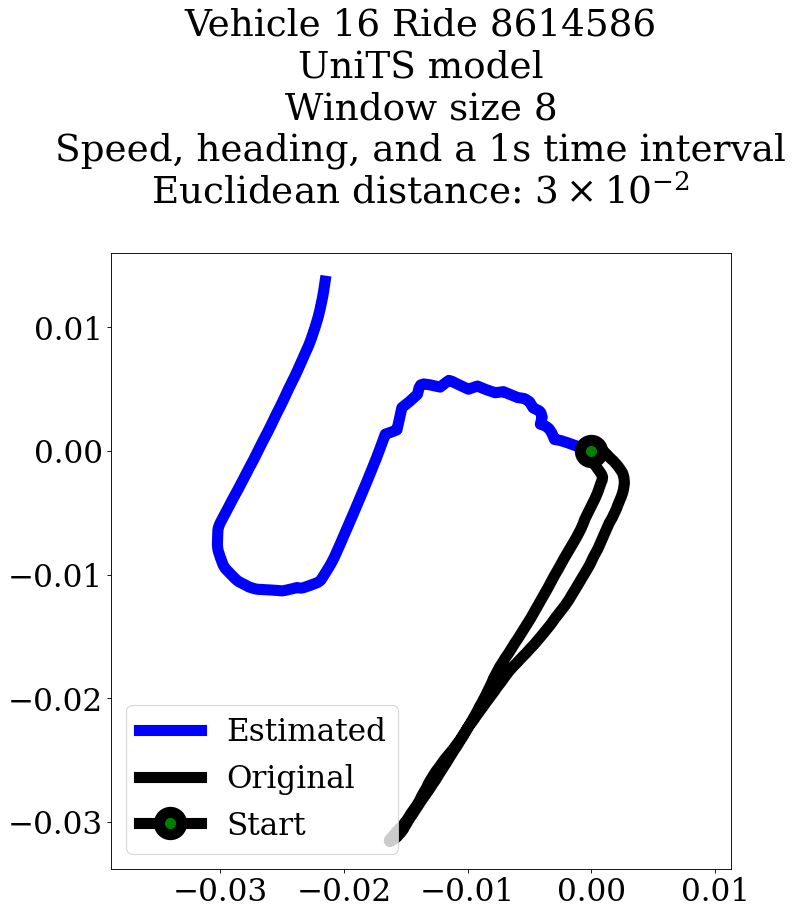 Vehicle 16 Ride 8614586
UniTS model
Window size 8
Speed, heading, and a 1s time interval
Euclidean distance: 3 × 10⁻²
0.01
0.00
−0.01
−0.02
−0.03
Estimated
Original
Start
−0.03 −0.02 −0.01 0.00 0.01